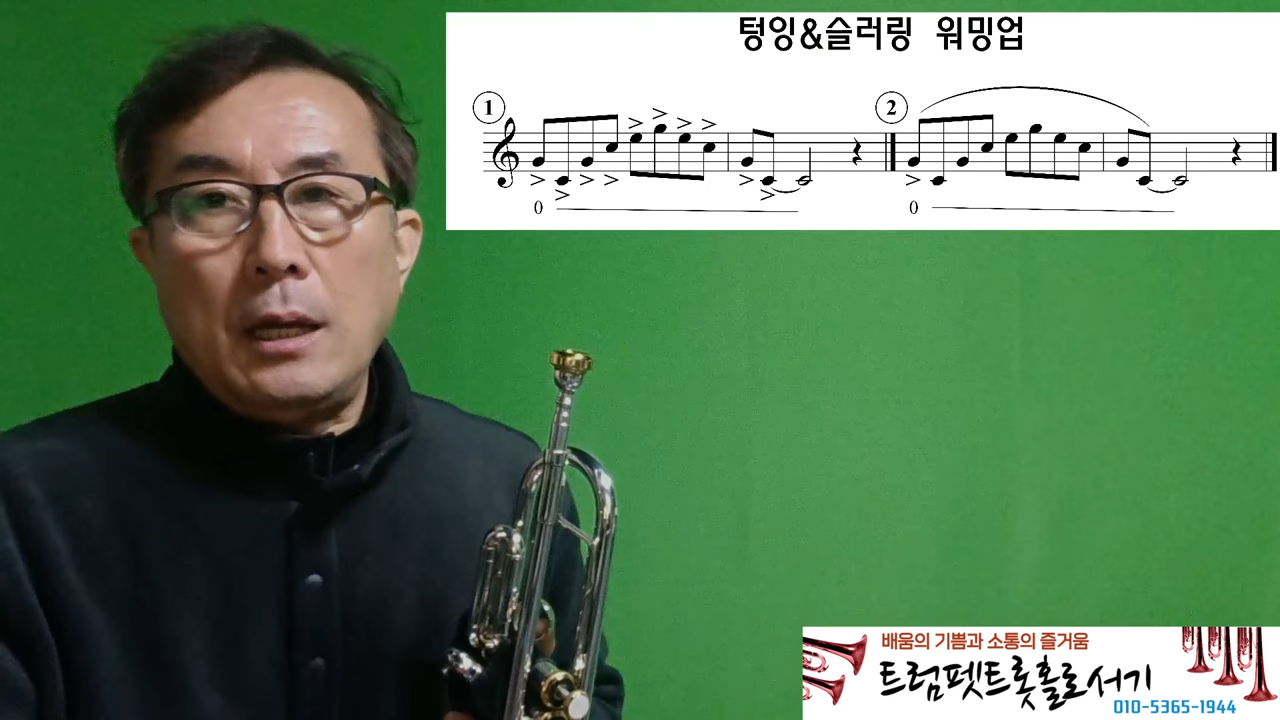 텅잉&슬러링 워밍업
1
2
0
0
배움의 기쁨과 소통의 즐거움
트럼펫트롯홀로서기
010-5365-1944